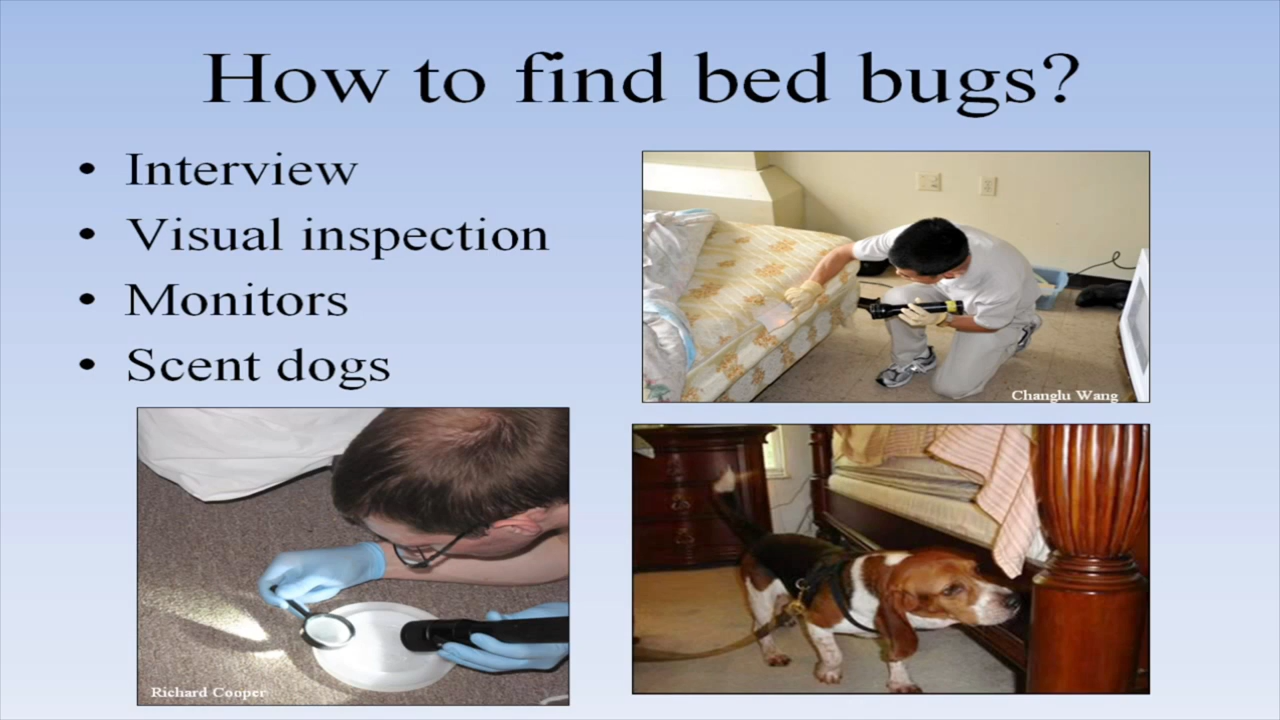 How to find bed bugs?
• Interview
• Visual inspection
• Monitors
• Scent dogs
Changlu Wang
Richard Cooper